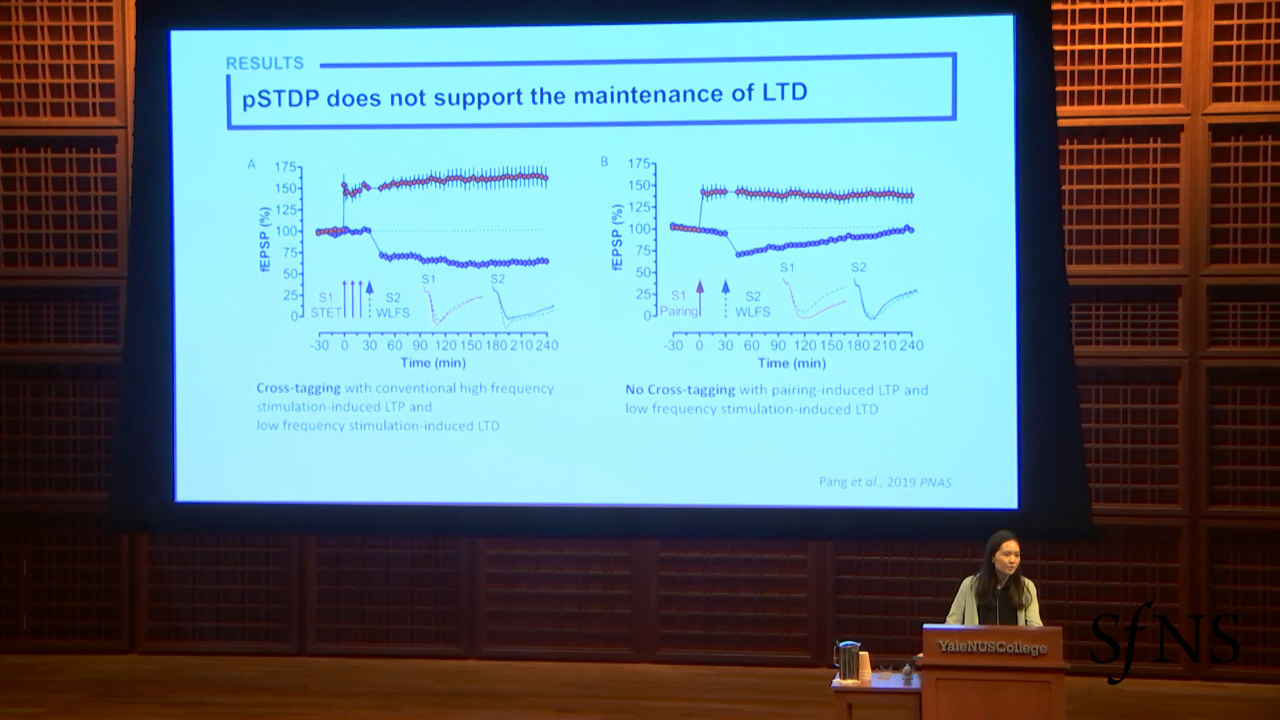 RESULTS
pSTDP does not support the maintenance of LTD
A
175
150
125
100
75
50
25
0
fEPSP (%)
S1
STET
S2
WLFS
S1
S2
-30 0 30 60 90 120 150 180 210 240
Time (min)
B
175
150
125
100
75
50
25
0
fEPSP (%)
S1
Pairing
S2
WLFS
S1
S2
-30 0 30 60 90 120 150 180 210 240
Time (min)
Cross-tagging with conventional high frequency
stimulation-induced LTP and
low frequency stimulation-induced LTD
No Cross-tagging with pairing-induced LTP and
low frequency stimulation-induced LTD
Pang et al., 2019 PNAS
YaleNUSCollege
SfNS